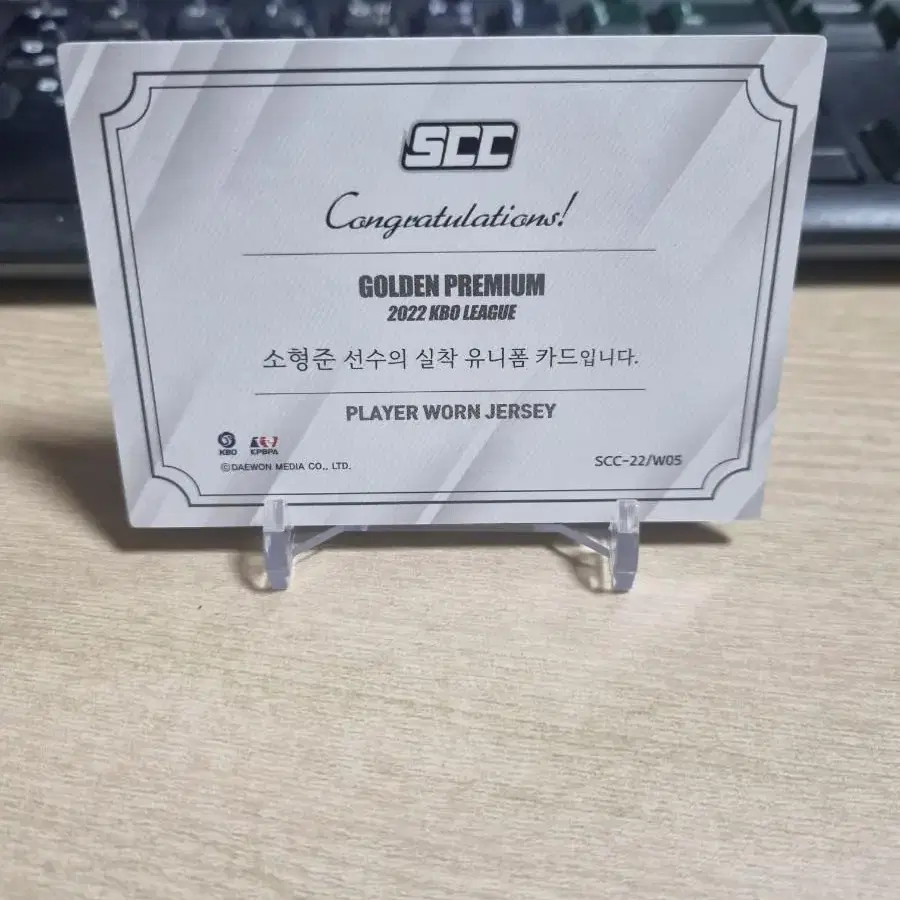 SCC
Congratulations!
GOLDEN PREMIUM
2022 KBO LEAGUE
소형준 선수의 실착 유니폼 카드입니다.
PLAYER WORN JERSEY
KBO KPBPA
©DAEWON MEDIA CO., LTD.
SCC-22/W05